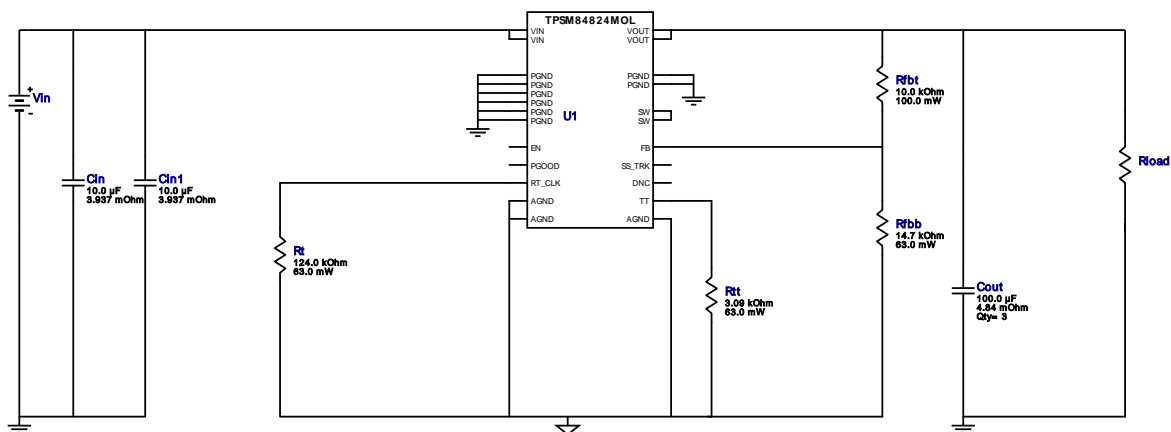 TPSM84824MOL
VIN
VIN
PGND
PGND
PGND
PGND
PGND
PGND
EN
PGOOD
RT_CLK
AGND
AGND
U1
VOUT
VOUT
PGND
PGND
SW
SW
FB
SS_TRK
DNC
TT
AGND
+
Vin
-
Cin
10.0 µF
3.937 mOhm
Cin1
10.0 µF
3.937 mOhm
Rt
124.0 kOhm
63.0 mW
Rtt
3.09 kOhm
63.0 mW
Rfbt
10.0 kOhm
100.0 mW
Rfbb
14.7 kOhm
63.0 mW
Cout
100.0 µF
4.84 mOhm
Qty= 3
Rload